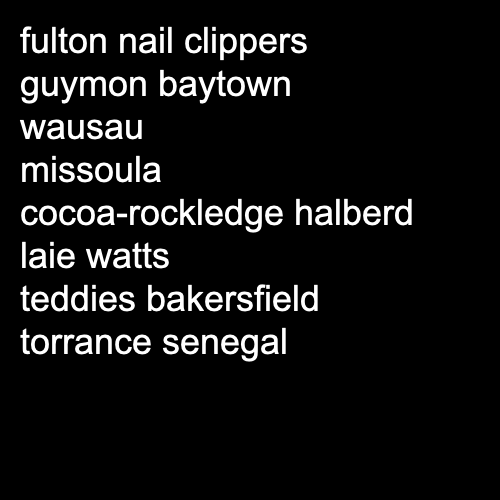 fulton nail clippers
guymon baytown
wausau
missoula
cocoa-rockledge halberd
laie watts
teddies bakersfield
torrance senegal